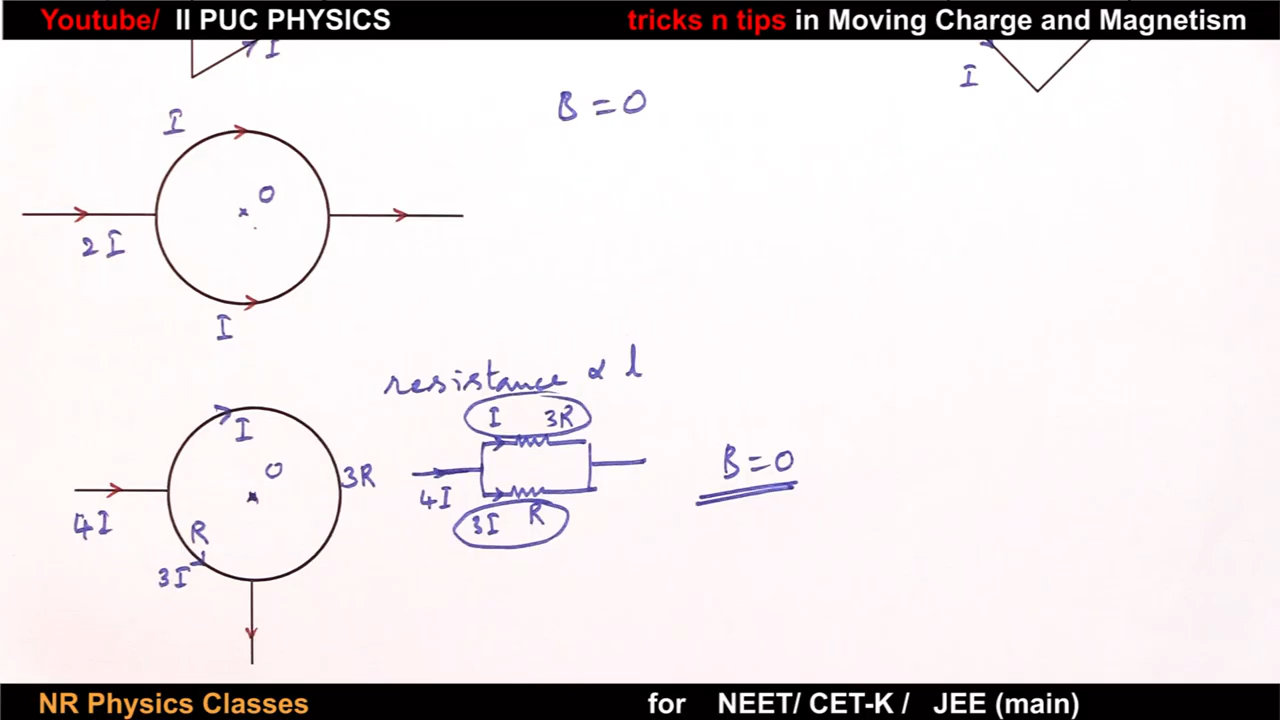 Youtube/ II PUC PHYSICS
tricks n tips in Moving Charge and Magnetism
I
I
B = 0
I
O
2I
I
resistance ∝ l
I 3R
4I
3I R
B = 0
I
O
3R
4I
R
3I
NR Physics Classes
for NEET/ CET-K / JEE (main)